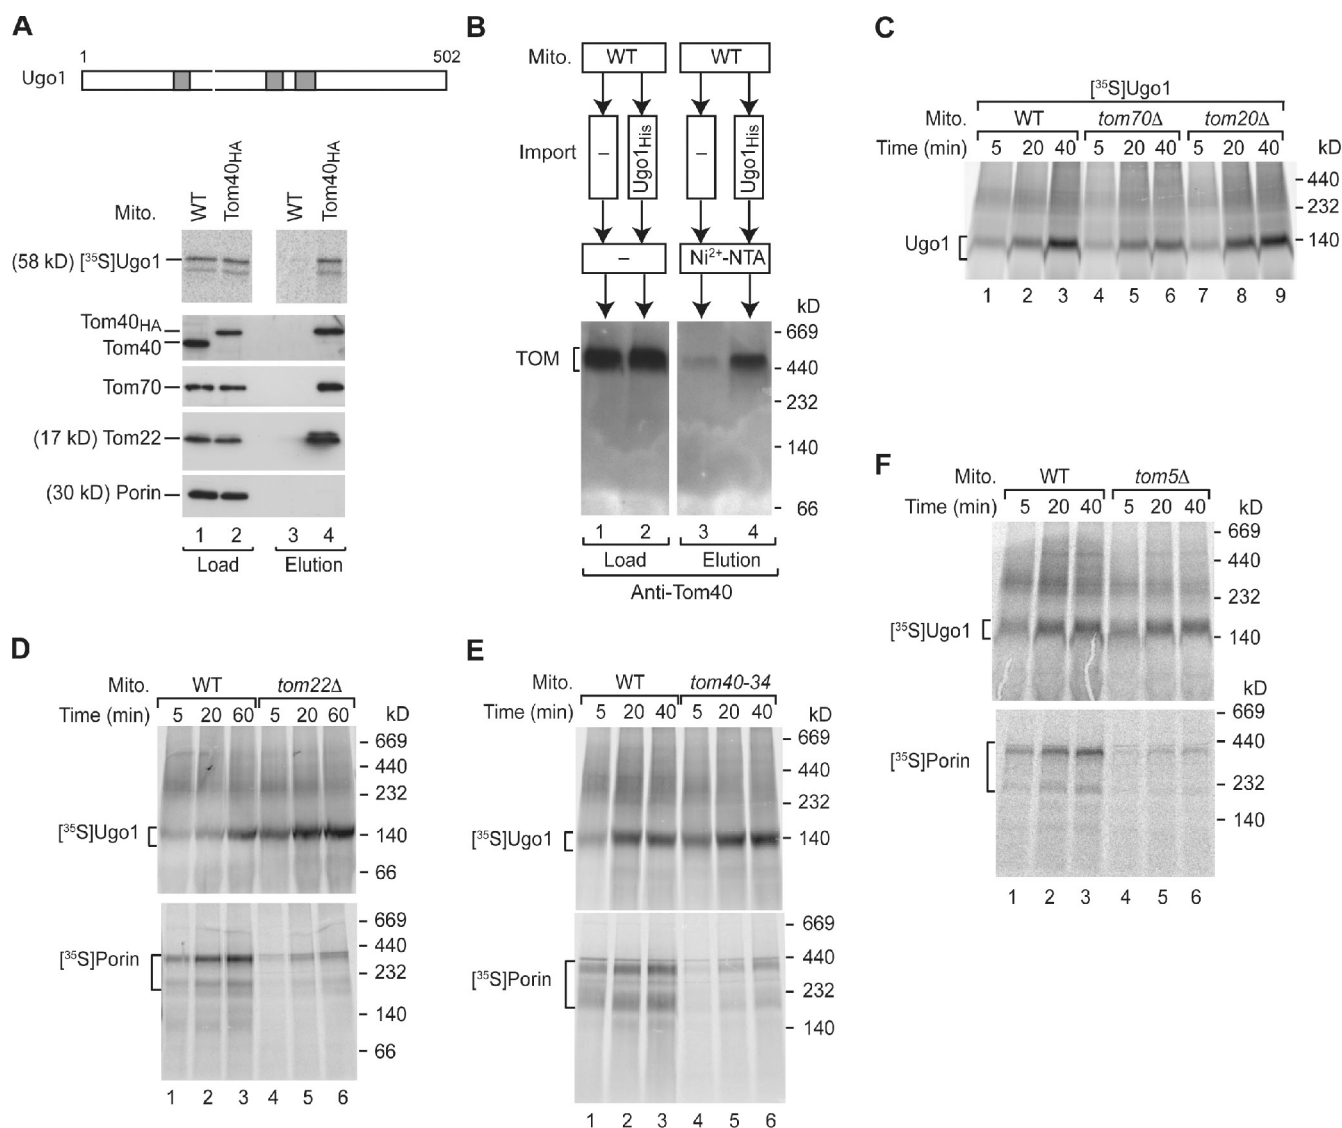 A
1 502
Ugo1
Mito. WT Tom40HA WT Tom40HA
(58 kD) [³⁵S]Ugo1
Tom40HA
Tom40
Tom70
(17 kD) Tom22
(30 kD) Porin
1 2 3 4
Load Elution
B
Mito. WT WT
Import – Ugo1His – Ugo1His
– Ni²⁺-NTA
kD
669
TOM
440
232
140
66
1 2 3 4
Load Elution
Anti-Tom40
C
[³⁵S]Ugo1
Mito. WT tom70Δ tom20Δ
Time (min) 5 20 40 5 20 40 5 20 40 kD
440
232
Ugo1 140
1 2 3 4 5 6 7 8 9
D
Mito. WT tom22Δ
Time (min) 5 20 60 5 20 60 kD
669
440
232
[³⁵S]Ugo1 140
66
669
[³⁵S]Porin 440
232
140
66
1 2 3 4 5 6
E
Mito. WT tom40-34
Time (min) 5 20 40 5 20 40 kD
669
440
232
[³⁵S]Ugo1 140
669
440
[³⁵S]Porin 232
140
1 2 3 4 5 6
F
Mito. WT tom5Δ
Time (min) 5 20 40 5 20 40 kD
669
440
232
[³⁵S]Ugo1 140
kD
669
440
[³⁵S]Porin
232
140
1 2 3 4 5 6